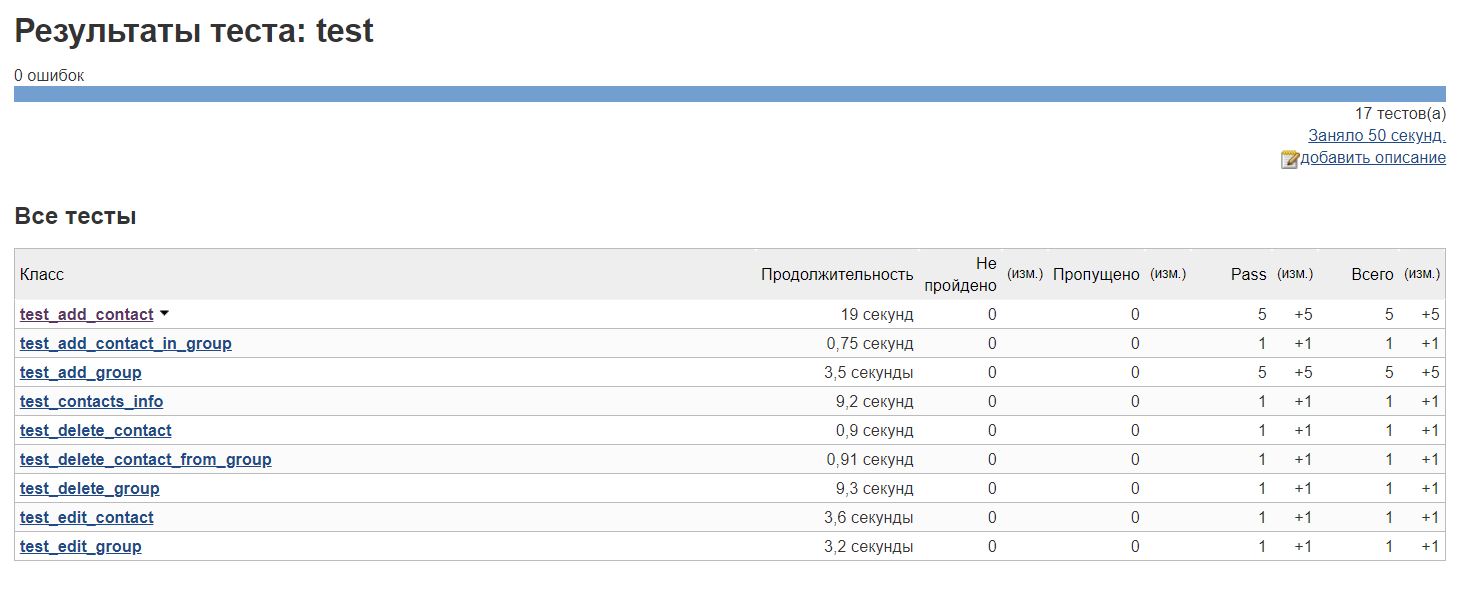 Результаты теста: test
0 ошибок
17 тестов(а)
Заняло 50 секунд.
добавить описание
Все тесты
Класс Продолжительность Не пройдено (изм.) Пропущено (изм.) Pass (изм.) Всего (изм.)
test_add_contact 19 секунд 0 0 5 +5 5 +5
test_add_contact_in_group 0,75 секунд 0 0 1 +1 1 +1
test_add_group 3,5 секунды 0 0 5 +5 5 +5
test_contacts_info 9,2 секунд 0 0 1 +1 1 +1
test_delete_contact 0,9 секунд 0 0 1 +1 1 +1
test_delete_contact_from_group 0,91 секунд 0 0 1 +1 1 +1
test_delete_group 9,3 секунд 0 0 1 +1 1 +1
test_edit_contact 3,6 секунды 0 0 1 +1 1 +1
test_edit_group 3,2 секунды 0 0 1 +1 1 +1